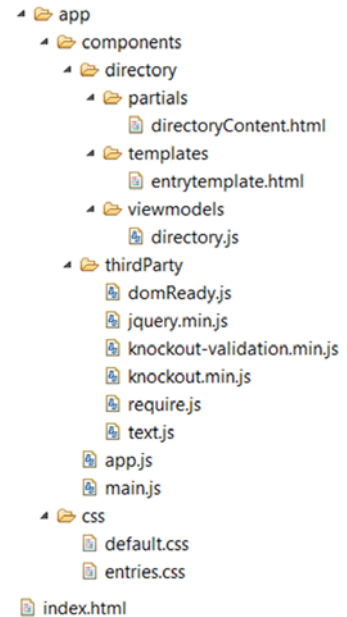 app
components
directory
partials
directoryContent.html
templates
entrytemplate.html
viewmodels
directory.js
thirdParty
domReady.js
jquery.min.js
knockout-validation.min.js
knockout.min.js
require.js
text.js
app.js
main.js
css
default.css
entries.css
index.html